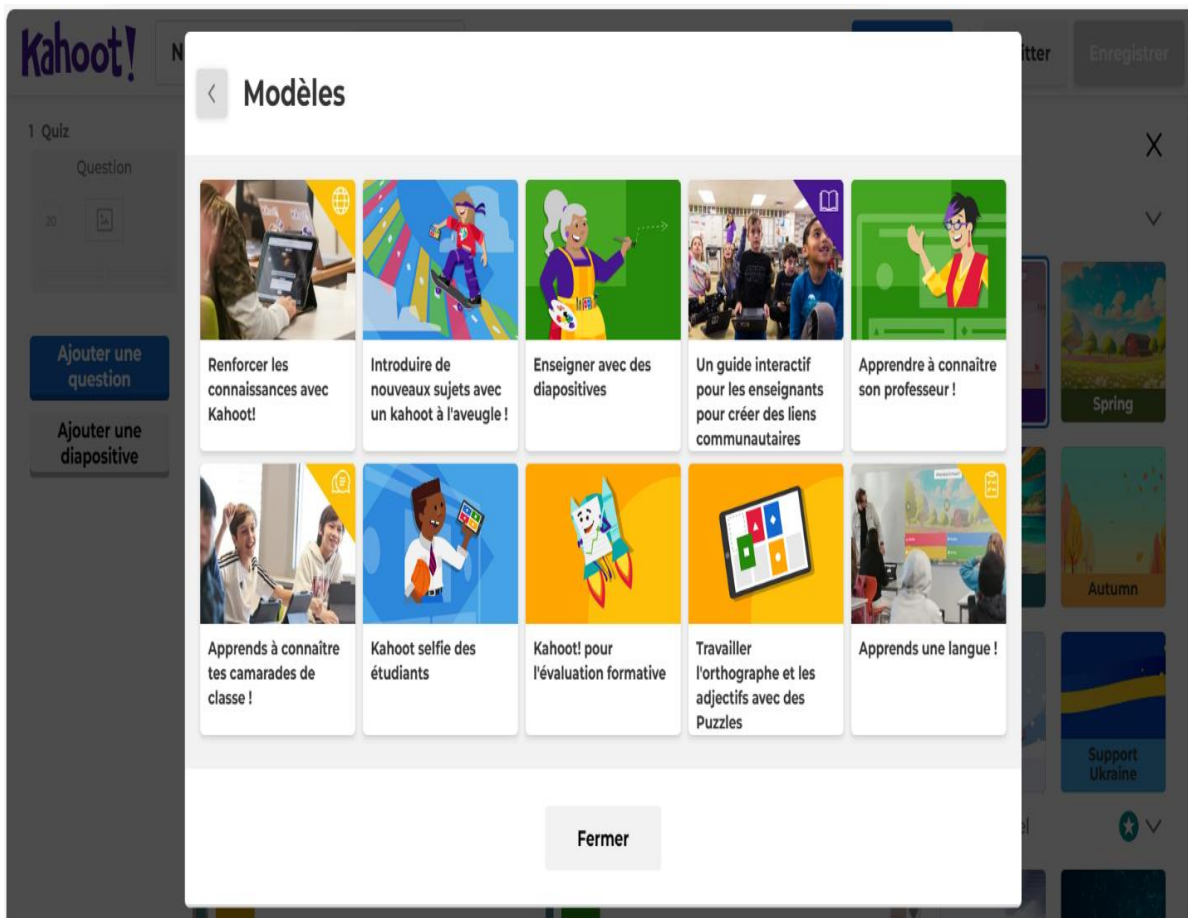 Kahoot!
N
itter
Enregistrer
1 Quiz
Question
20
Ajouter une
question
Ajouter une
diapositive
Modèles
Renforcer les
connaissances avec
Kahoot!
Introduire de
nouveaux sujets avec
un kahoot à l'aveugle !
Enseigner avec des
diapositives
Un guide interactif
pour les enseignants
pour créer des liens
communautaires
Apprendre à connaître
son professeur !
Apprends à connaître
tes camarades de
classe !
Kahoot selfie des
étudiants
Kahoot! pour
l'évaluation formative
Travailler
l'orthographe et les
adjectifs avec des
Puzzles
Apprends une langue !
Fermer
Spring
Autumn
Support
Ukraine
el